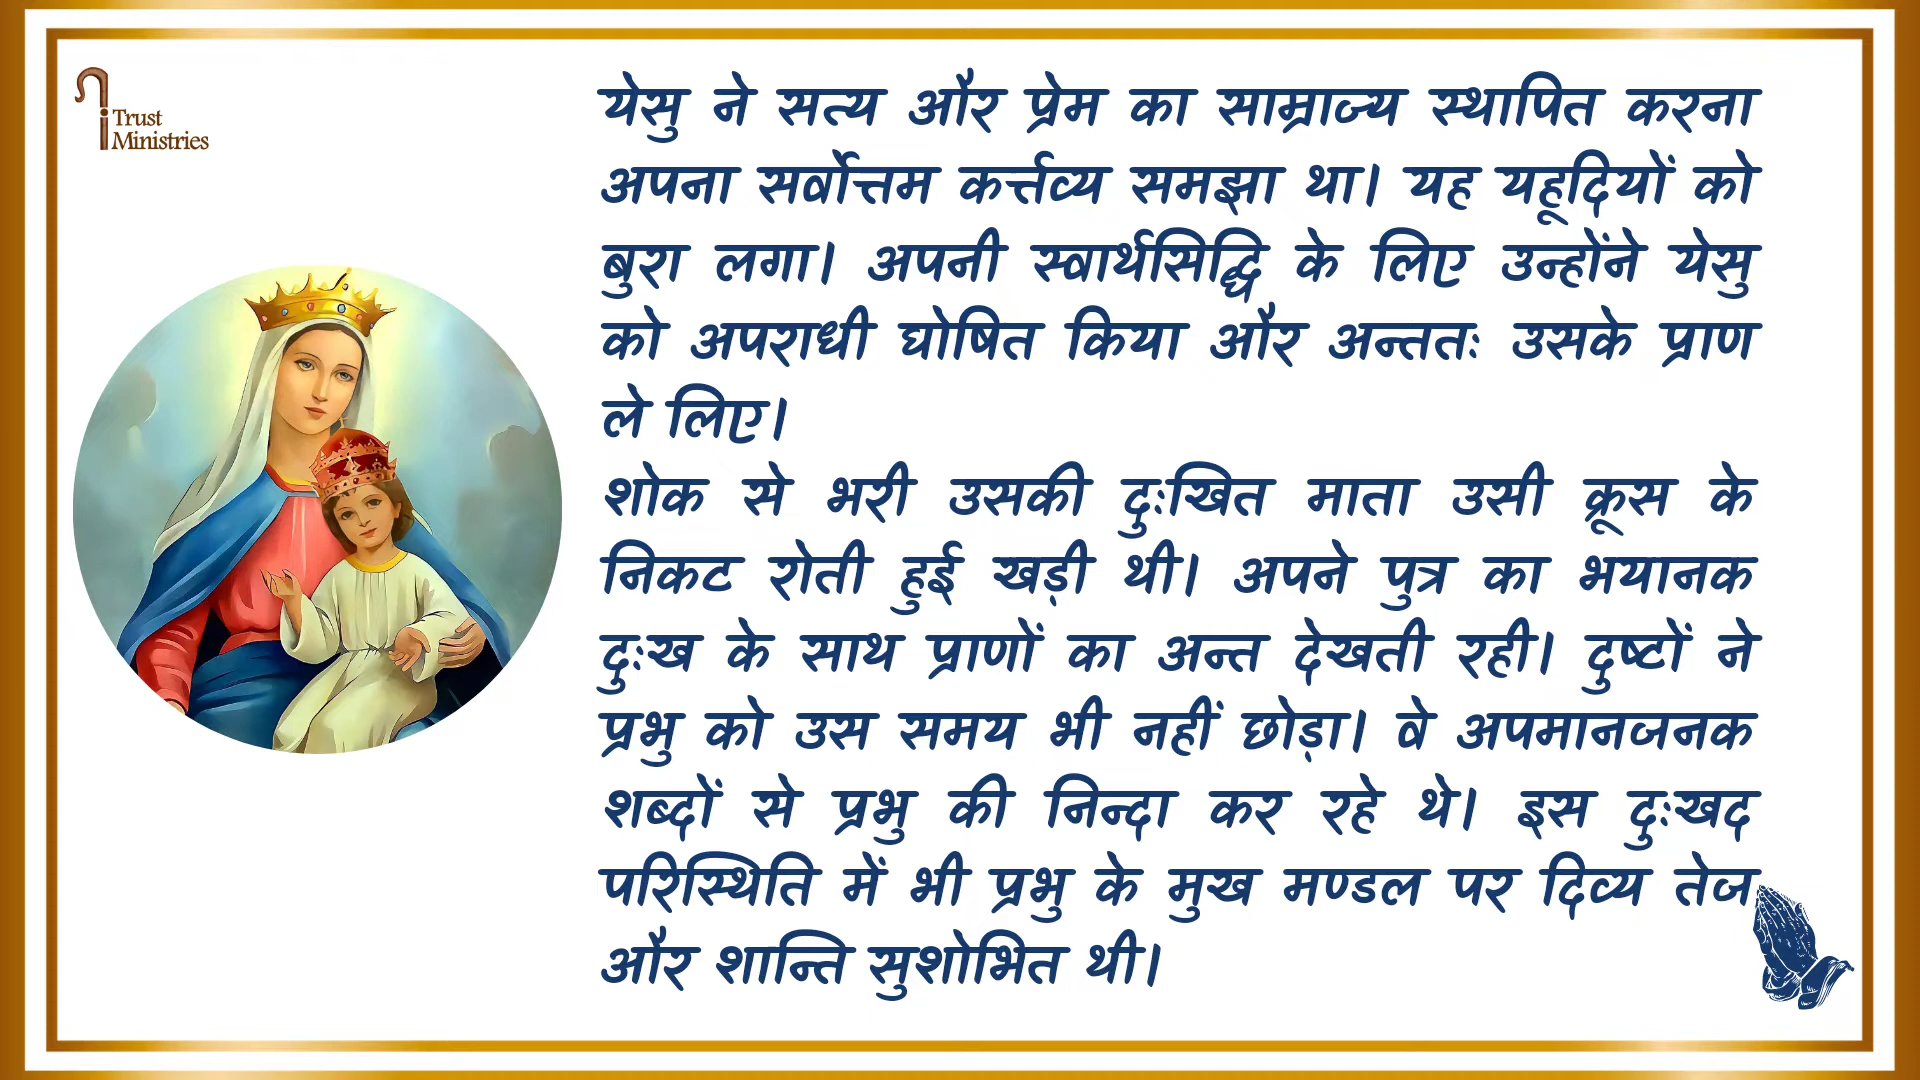 Trust
Ministries
येसु ने सत्य और प्रेम का साम्राज्य स्थापित करना
अपना सर्वोत्तम कर्त्तव्य समझा था। यह यहूदियों को
बुरा लगा। अपनी स्वार्थसिद्धि के लिए उन्होंने येसु
को अपराधी घोषित किया और अन्ततः उसके प्राण
ले लिए।
शोक से भरी उसकी दुःखित माता उसी क्रूस के
निकट रोती हुई खड़ी थी। अपने पुत्र का भयानक
दुःख के साथ प्राणों का अन्त देखती रही। दुष्टों ने
प्रभु को उस समय भी नहीं छोड़ा। वे अपमानजनक
शब्दों से प्रभु की निन्दा कर रहे थे। इस दुःखद
परिस्थिति में भी प्रभु के मुख मण्डल पर दिव्य तेज
और शान्ति सुशोभित थी।